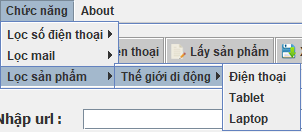 Chức năng About
Lọc số điện thoại
Lọc mail
Lọc sản phẩm
thoại Lấy sản phẩm
Thế giới di động
Điện thoại
Tablet
Laptop
Nhập url :